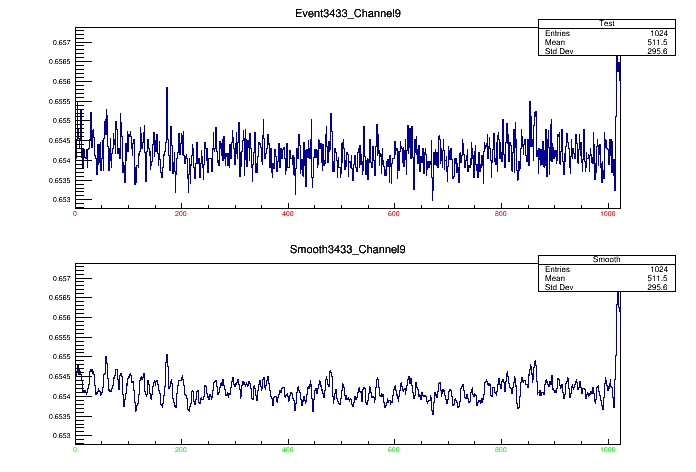 Event3433_Channel9
Test
Entries 1024
Mean 511.5
Std Dev 295.6
0.657
0.6565
0.656
0.6555
0.655
0.6545
0.654
0.6535
0.653
0 200 400 600 800 1000
Smooth3433_Channel9
Smooth
Entries 1024
Mean 511.5
Std Dev 295.6
0.657
0.6565
0.656
0.6555
0.655
0.6545
0.654
0.6535
0.653
0 200 400 600 800 1000